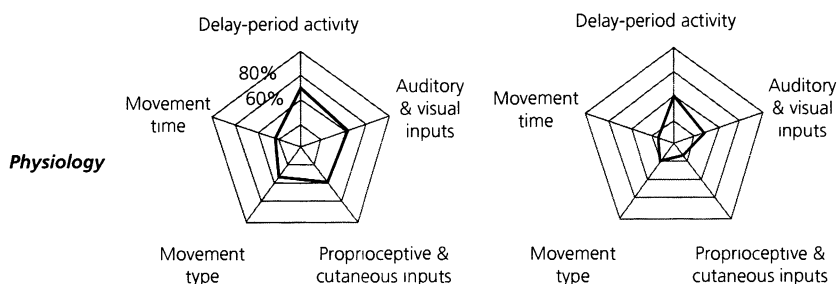 Delay-period activity
80%
60%
Auditory
& visual
inputs
Movement
time
Physiology
Movement
type
Proprioceptive &
cutaneous inputs
Delay-period activity
Auditory
& visual
inputs
Movement
time
Movement
type
Proprioceptive &
cutaneous inputs